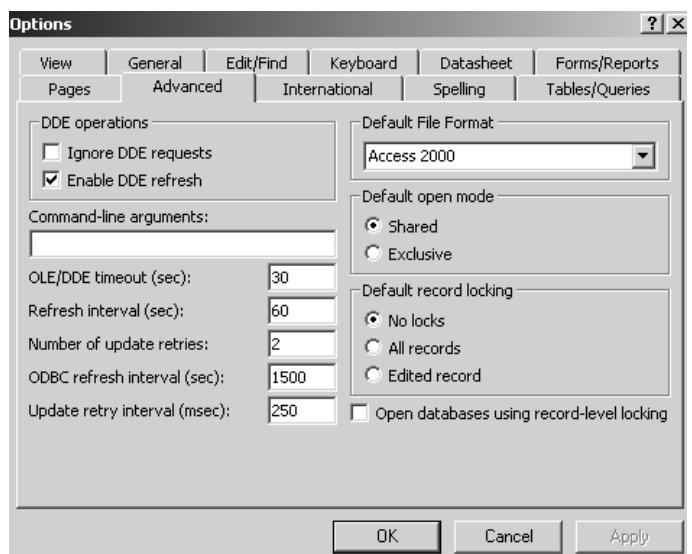 Options
View General Edit/Find Keyboard Datasheet Forms/Reports
Pages Advanced International Spelling Tables/Queries
DDE operations
Ignore DDE requests
Enable DDE refresh
Command-line arguments:
OLE/DDE timeout (sec): 30
Refresh interval (sec): 60
Number of update retries: 2
ODBC refresh interval (sec): 1500
Update retry interval (msec): 250
Default File Format
Access 2000
Default open mode
Shared
Exclusive
Default record locking
No locks
All records
Edited record
Open databases using record-level locking
OK Cancel Apply